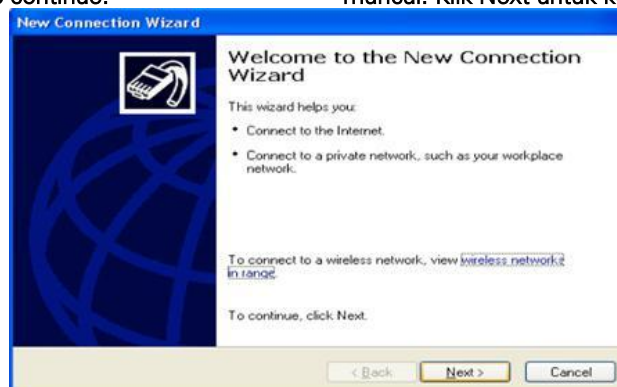 continue.
manual. Klik Next untuk k
New Connection Wizard
Welcome to the New Connection
Wizard
This wizard helps you:
• Connect to the Internet.
• Connect to a private network, such as your workplace
network.
To connect to a wireless network, view wireless networks
in range.
To continue, click Next.
< Back
Next >
Cancel